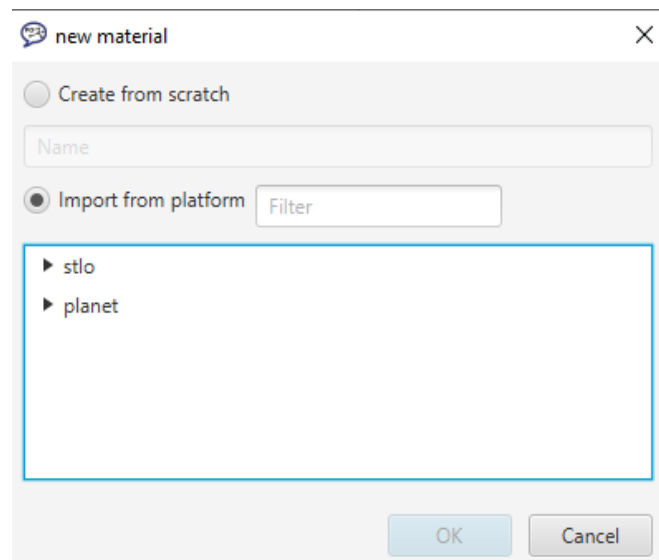 new material
Create from scratch
Name
Import from platform Filter
stlo
planet
OK Cancel